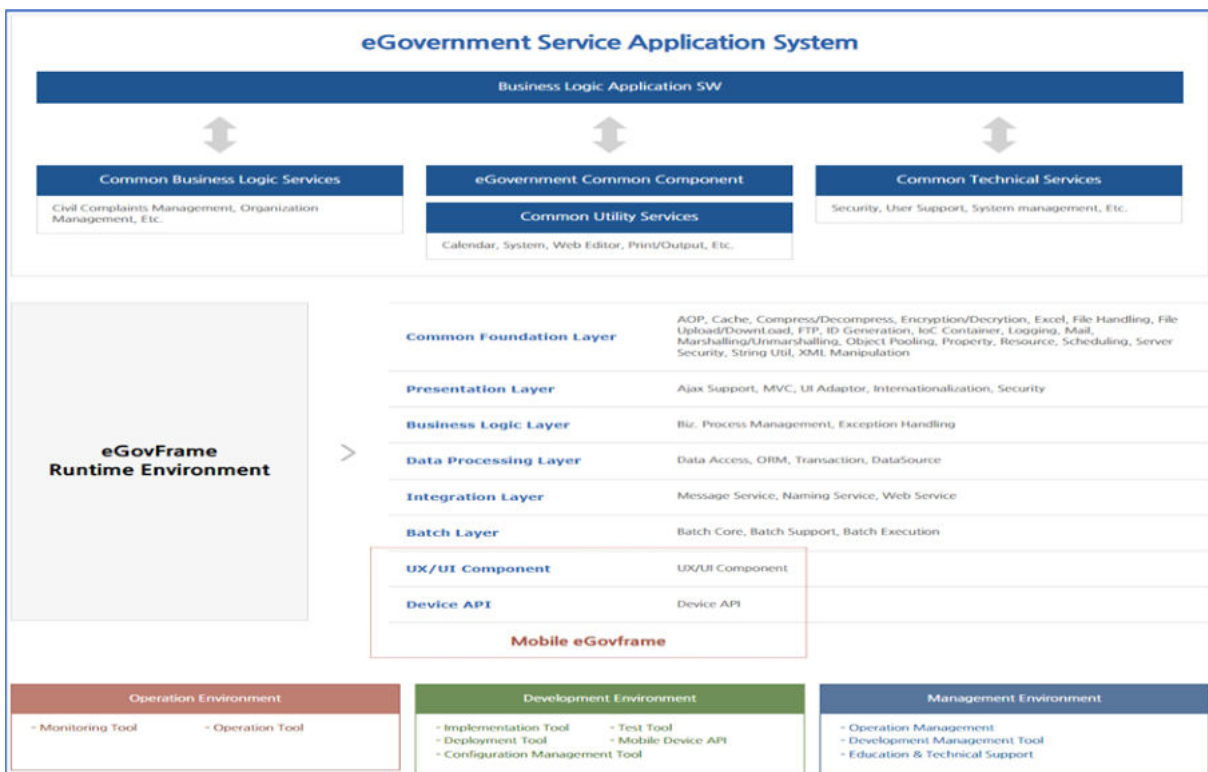 eGovernment Service Application System
Business Logic Application SW
Common Business Logic Services
Civil Complaints Management, Organization
Management, Etc.
eGovernment Common Component
Common Utility Services
Calendar, System, Web Editor, Print/Output, Etc.
Common Technical Services
Security, User Support, System management, Etc.
eGovFrame
Runtime Environment
>
Common Foundation Layer
AOP, Cache, Compress/Decompress, Encryption/Decrytion, Excel, File Handling, File
Upload/DownLoad, FTP, ID Generation, IoC Container, Logging, Mail,
Marshalling/Unmarshalling, Object Pooling, Property, Resource, Scheduling, Server
Security, String Util, XML Manipulation
Presentation Layer
Ajax Support, MVC, UI Adaptor, Internationalization, Security
Business Logic Layer
Biz. Process Management, Exception Handling
Data Processing Layer
Data Access, ORM, Transaction, DataSource
Integration Layer
Message Service, Naming Service, Web Service
Batch Layer
Batch Core, Batch Support, Batch Execution
UX/UI Component
UX/UI Component
Device API
Device API
Mobile eGovframe
Operation Environment
- Monitoring Tool - Operation Tool
Development Environment
- Implementation Tool - Test Tool
- Deployment Tool - Mobile Device API
- Configuration Management Tool
Management Environment
- Operation Management
- Development Management Tool
- Education & Technical Support